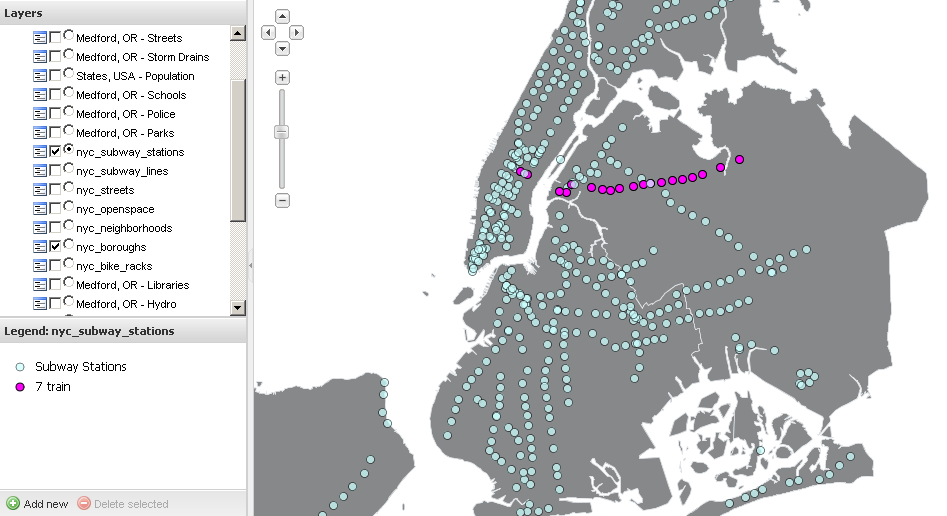 Layers
Medford, OR - Streets
Medford, OR - Storm Drains
States, USA - Population
Medford, OR - Schools
Medford, OR - Police
Medford, OR - Parks
nyc_subway_stations
nyc_subway_lines
nyc_streets
nyc_openspace
nyc_neighborhoods
nyc_boroughs
nyc_bike_racks
Medford, OR - Libraries
Medford, OR - Hydro
Legend: nyc_subway_stations
Subway Stations
7 train
Add new
Delete selected